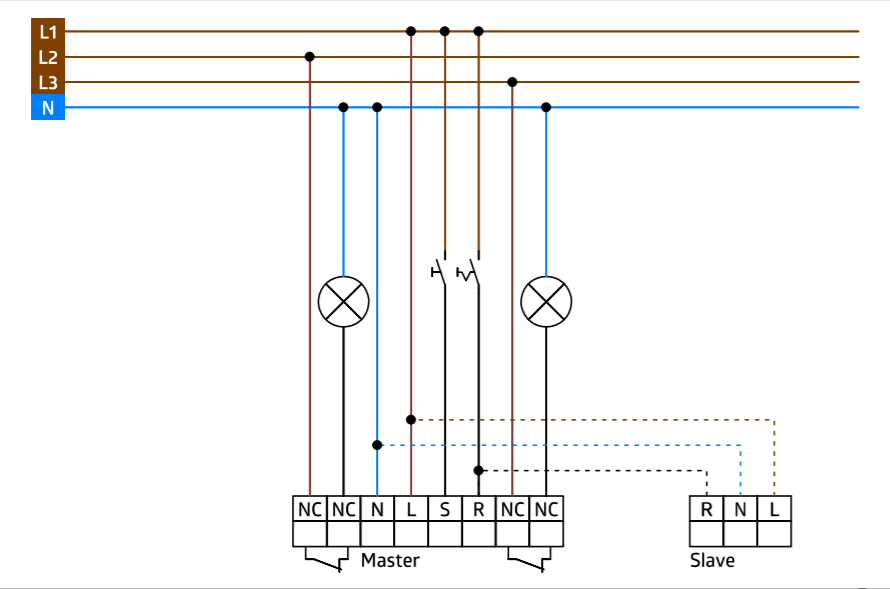 L1
L2
L3
N
NC NC N L S R NC NC
R N L
Master
Slave